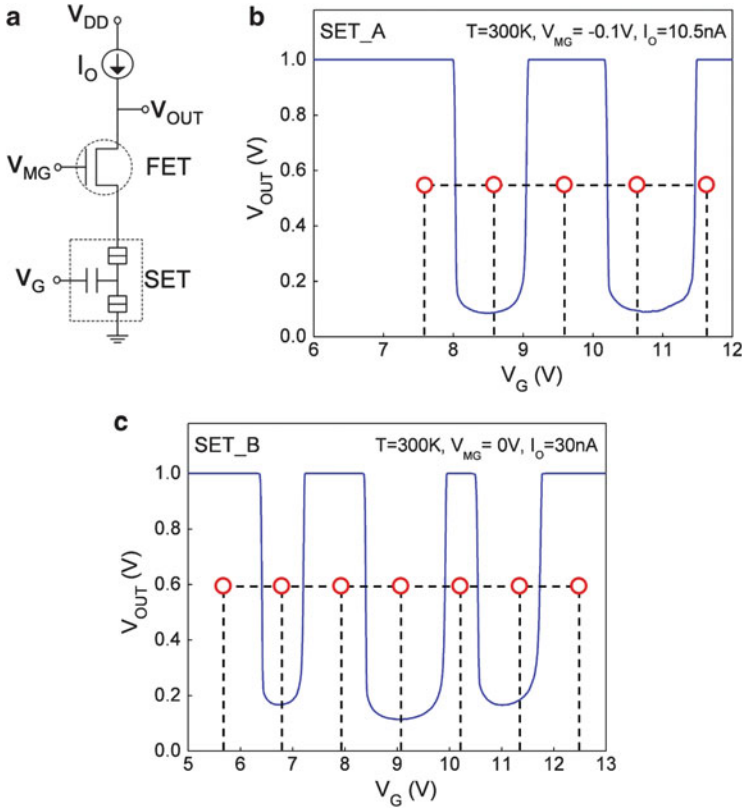 a
V_DD
I_O
V_OUT
V_MG
FET
V_G
SET
b
SET_A
T=300K, V_MG= -0.1V, I_O=10.5nA
V_OUT (V)
1.0
0.8
0.6
0.4
0.2
0.0
6 7 8 9 10 11 12
V_G (V)
c
SET_B
T=300K, V_MG= 0V, I_O=30nA
V_OUT (V)
1.0
0.8
0.6
0.4
0.2
0.0
5 6 7 8 9 10 11 12 13
V_G (V)